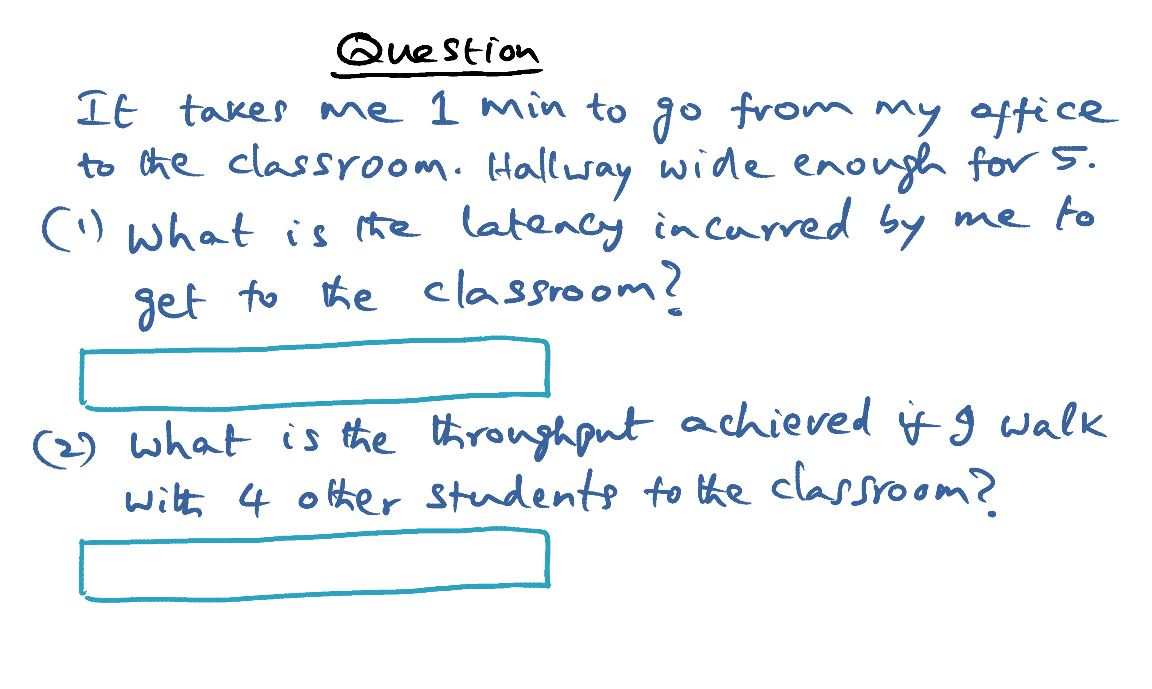 Question
It takes me 1 min to go from my office
to the classroom. Hallway wide enough for 5.
(1) What is the latency incurred by me to
get to the classroom?
(2) What is the throughput achieved if I walk
with 4 other students to the classroom?